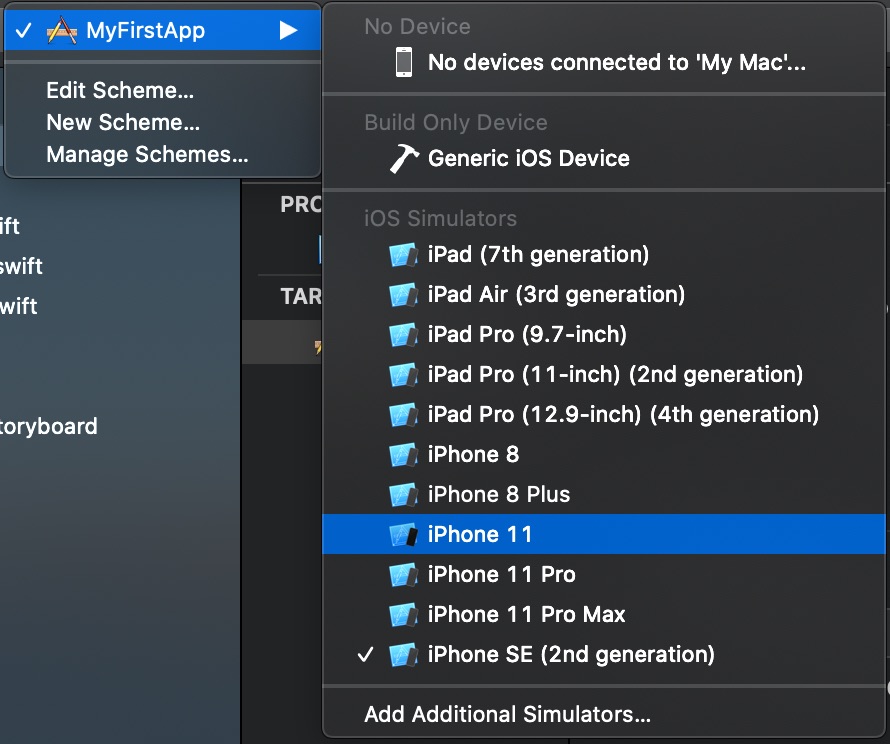 MyFirstApp
Edit Scheme...
New Scheme...
Manage Schemes...
ift
swift
wift
toryboard
PRO
TAR
No Device
No devices connected to 'My Mac'...
Build Only Device
Generic iOS Device
iOS Simulators
iPad (7th generation)
iPad Air (3rd generation)
iPad Pro (9.7-inch)
iPad Pro (11-inch) (2nd generation)
iPad Pro (12.9-inch) (4th generation)
iPhone 8
iPhone 8 Plus
iPhone 11
iPhone 11 Pro
iPhone 11 Pro Max
iPhone SE (2nd generation)
Add Additional Simulators...